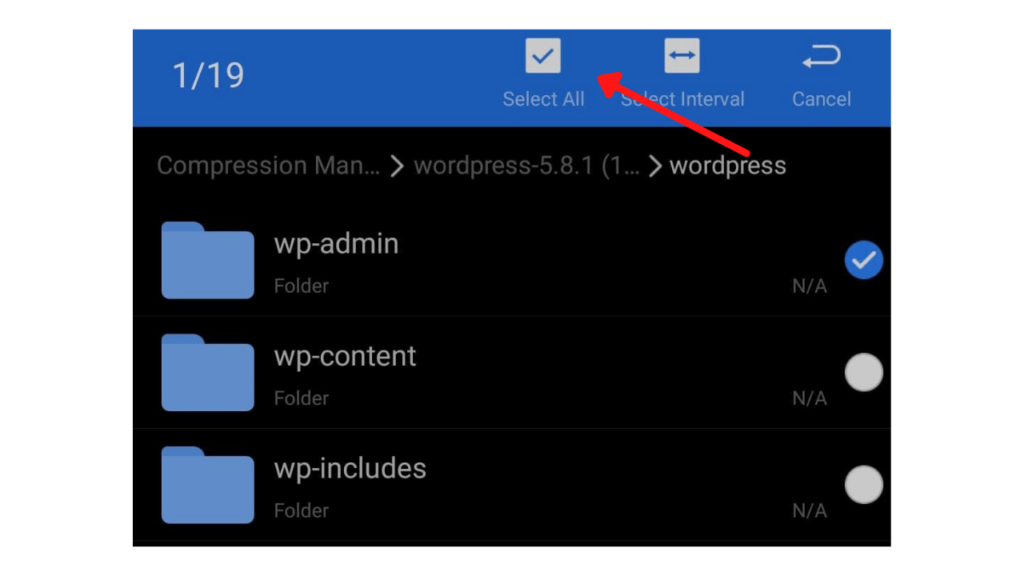 1/19
Select All
Select Interval
Cancel
Compression Man... > wordpress-5.8.1 (1... > wordpress
wp-admin
Folder
N/A
wp-content
Folder
N/A
wp-includes
Folder
N/A